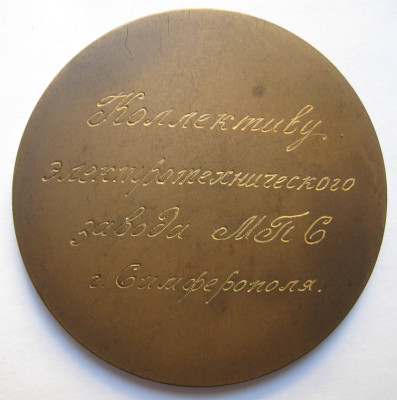 Коллективу
электротехнического
завода МПС
г. Симферополя.